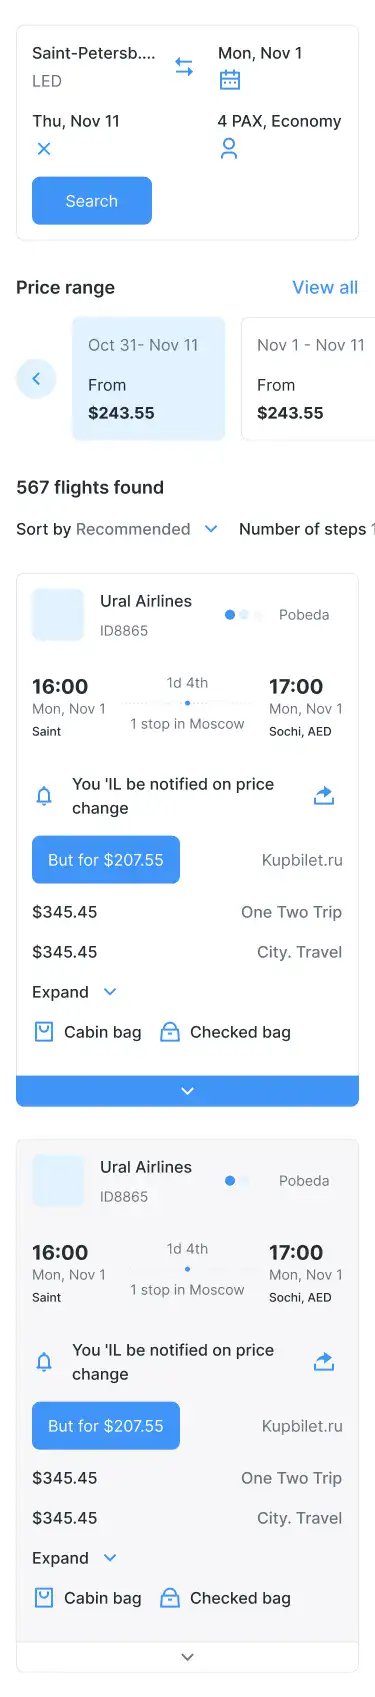 Saint-Petersb....
Mon, Nov 1
LED
Thu, Nov 11
4 PAX, Economy
Search
Price range
View all
Oct 31- Nov 11
Nov 1 - Nov 11
From
From
$243.55
$243.55
567 flights found
Sort by Recommended
Number of steps 1
Ural Airlines
Pobeda
ID8865
1d 4th
16:00
17:00
Mon, Nov 1
Mon, Nov 1
1 stop in Moscow
Saint
Sochi, AED
You 'IL be notified on price
change
But for $207.55
Kupbilet.ru
$345.45
One Two Trip
$345.45
City. Travel
Expand
Cabin bag
Checked bag
Ural Airlines
Pobeda
ID8865
1d 4th
16:00
17:00
Mon, Nov 1
Mon, Nov 1
1 stop in Moscow
Saint
Sochi, AED
You 'IL be notified on price
change
But for $207.55
Kupbilet.ru
$345.45
One Two Trip
$345.45
City. Travel
Expand
Cabin bag
Checked bag